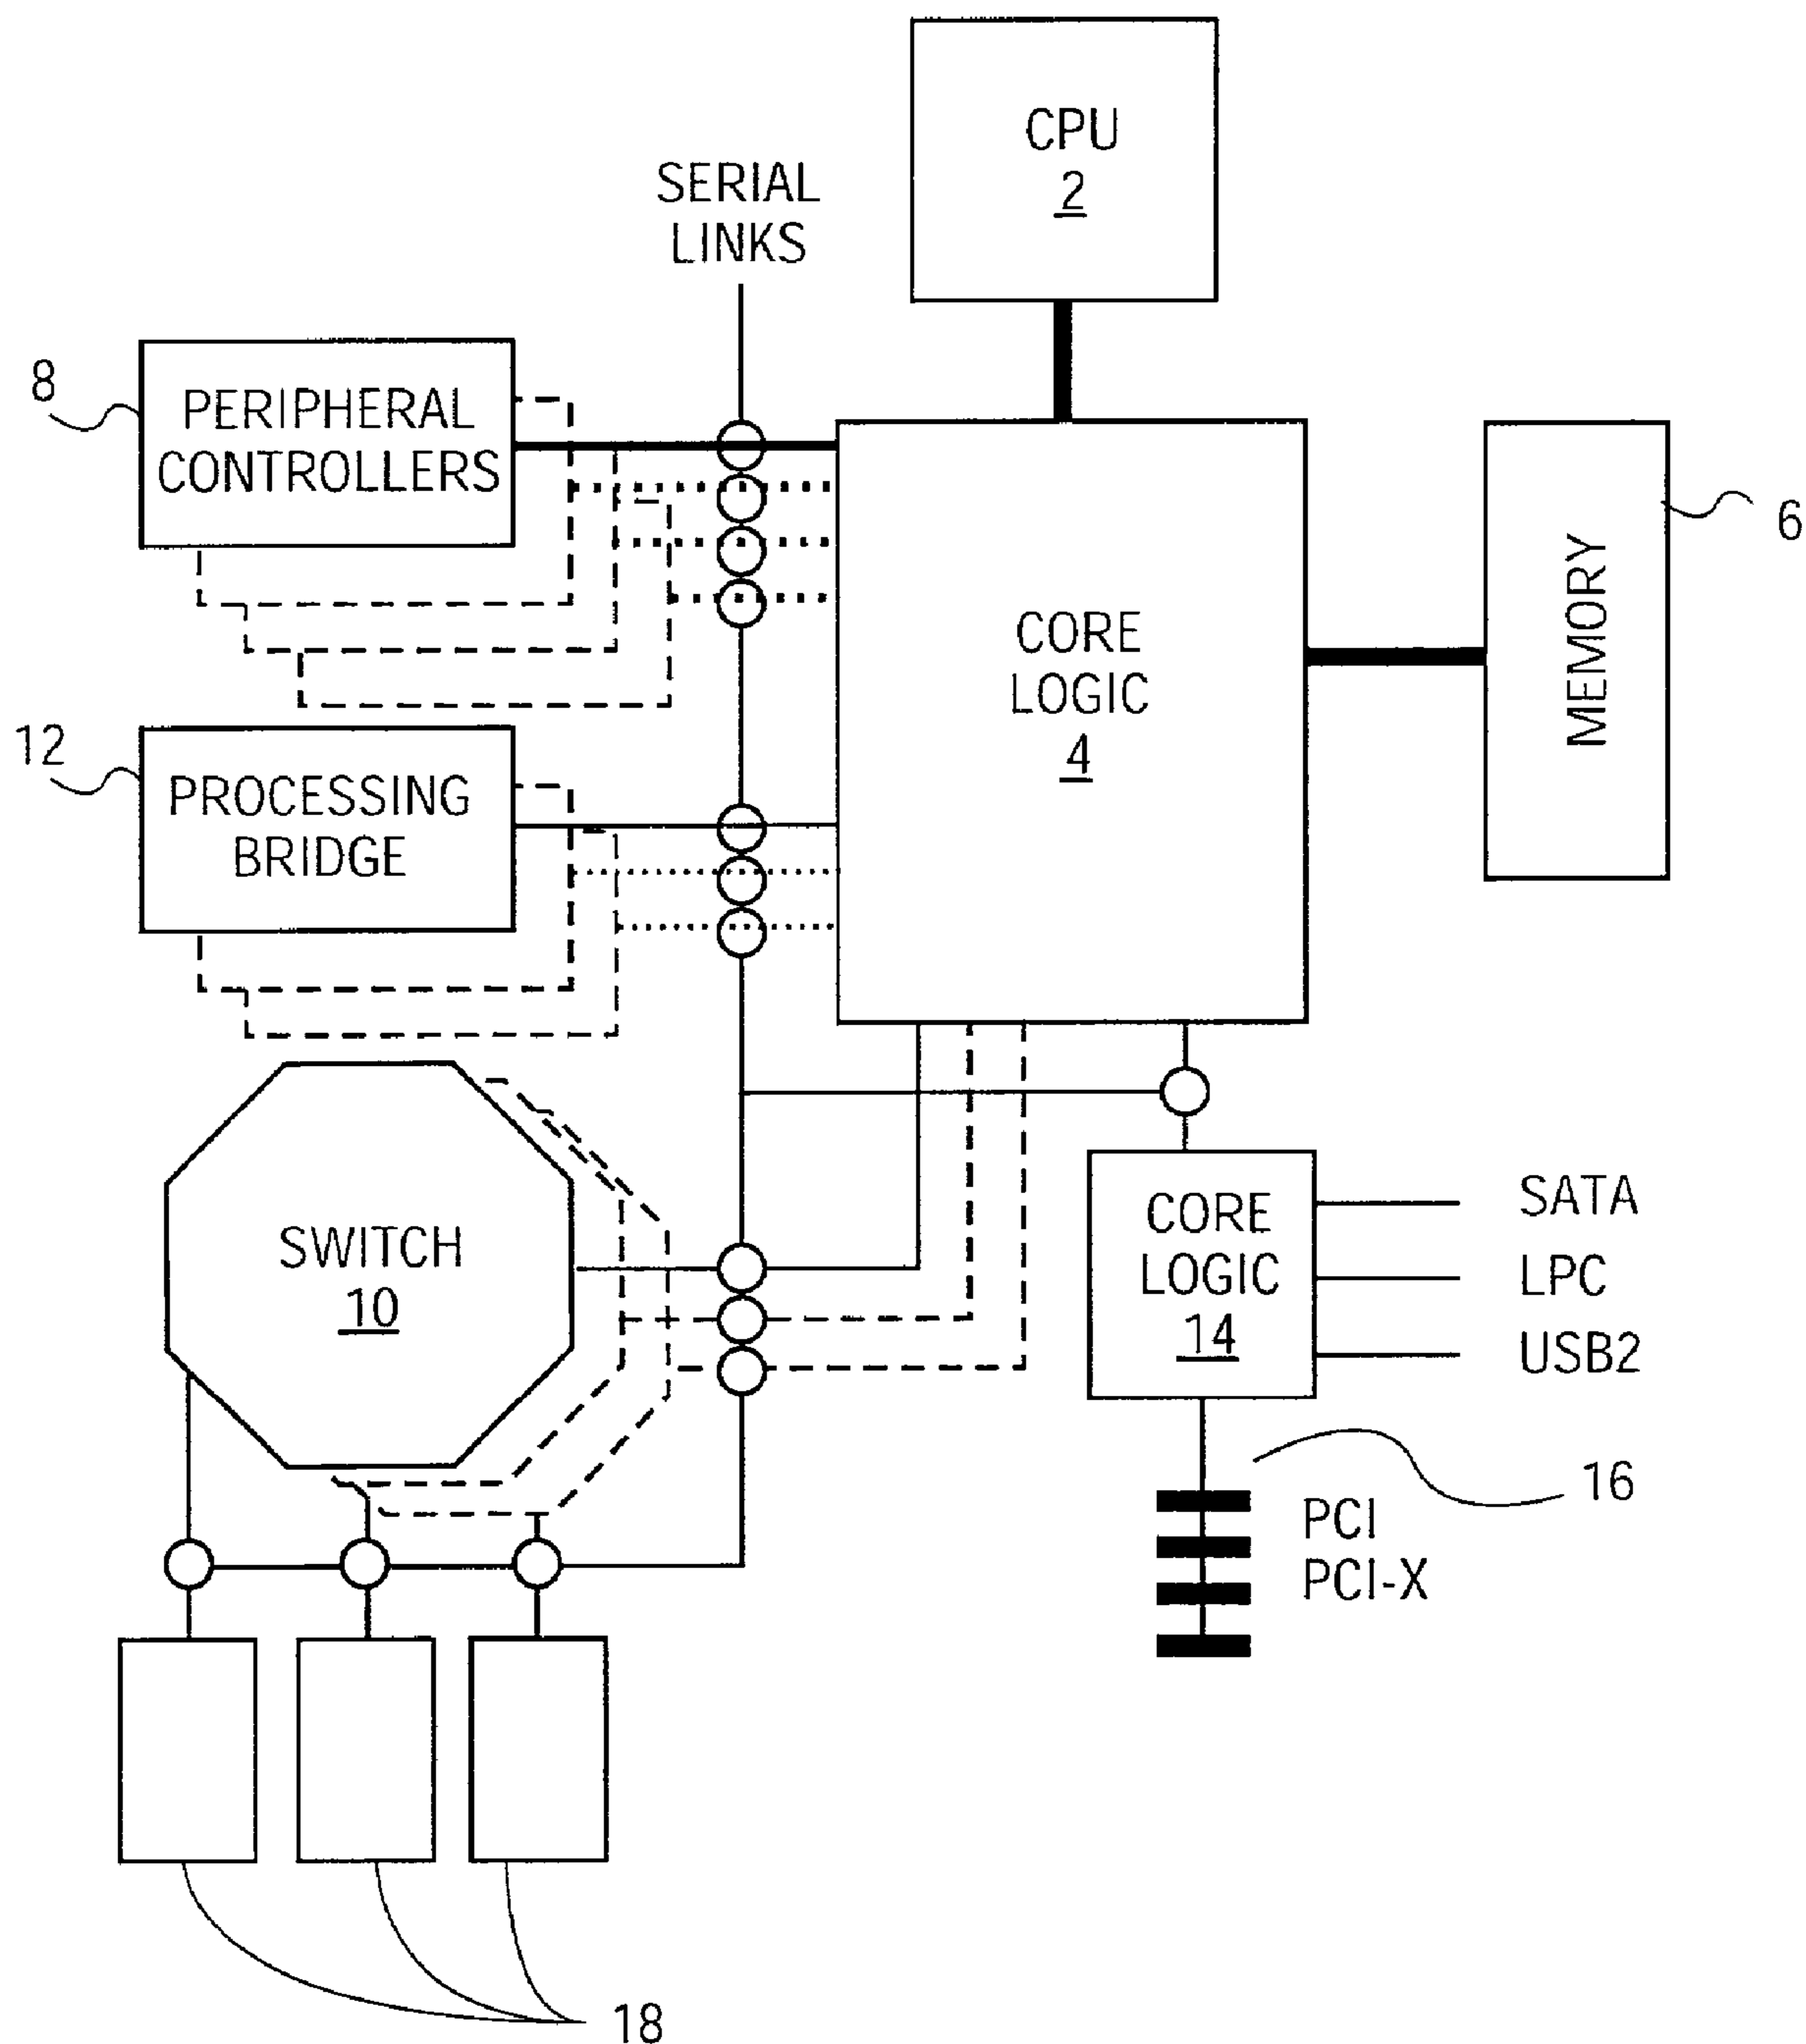 CPU
2
SERIAL
LINKS
8
PERIPHERAL
CONTROLLERS
6
MEMORY
CORE
LOGIC
4
12
PROCESSING
BRIDGE
SWITCH
10
CORE
LOGIC
14
SATA
LPC
USB2
16
PCI
PCI-X
18